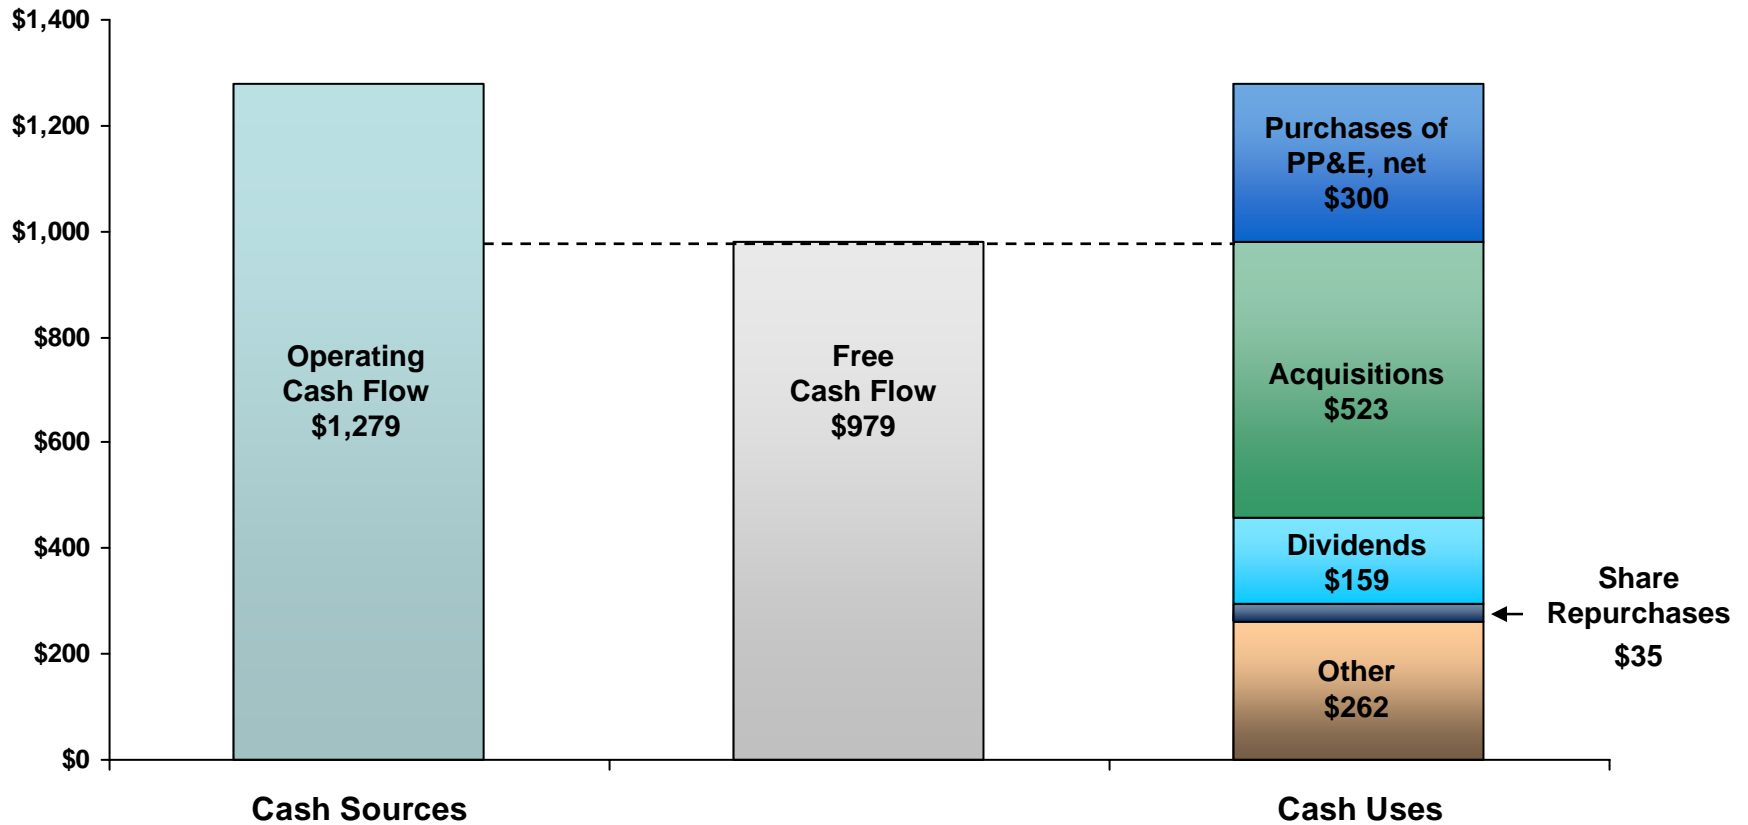 $1,400
$1,200
$1,000
$800
$600
$400
$200
$0
Operating
Cash Flow
$1,279
Free
Cash Flow
$979
Purchases of
PP&E, net
$300
Acquisitions
$523
Dividends
$159
Share
Repurchases
$35
Other
$262
Cash Sources
Cash Uses